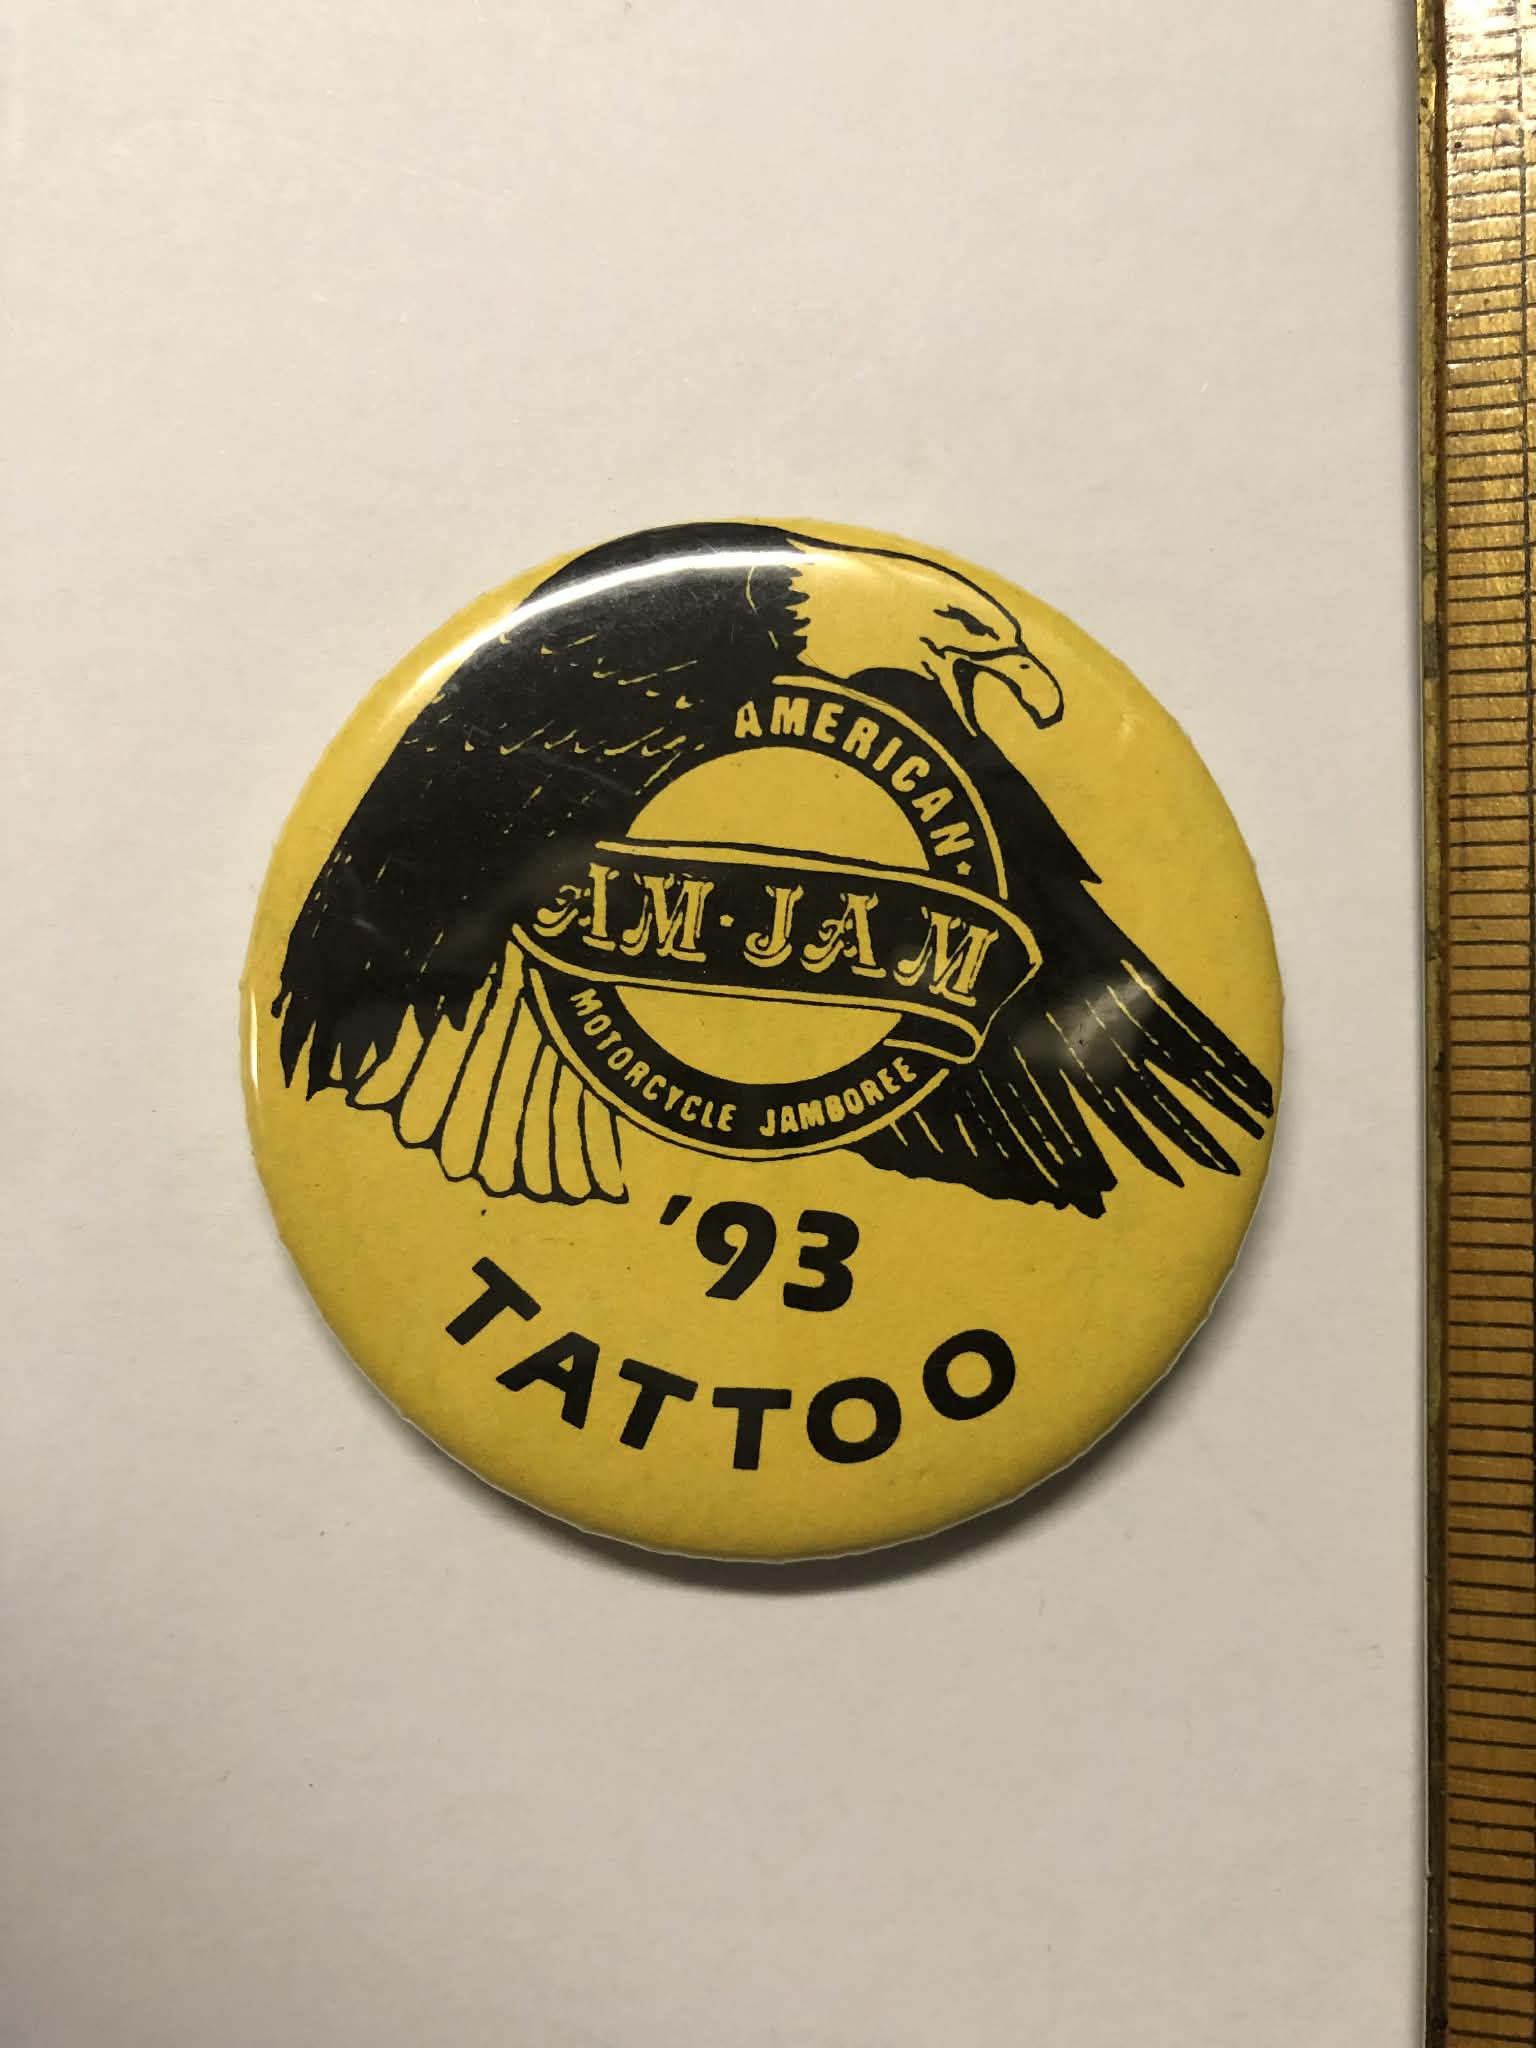 AMERICAN
AM·JAM
MOTORCYCLE JAMBOREE
'93
TATTOO